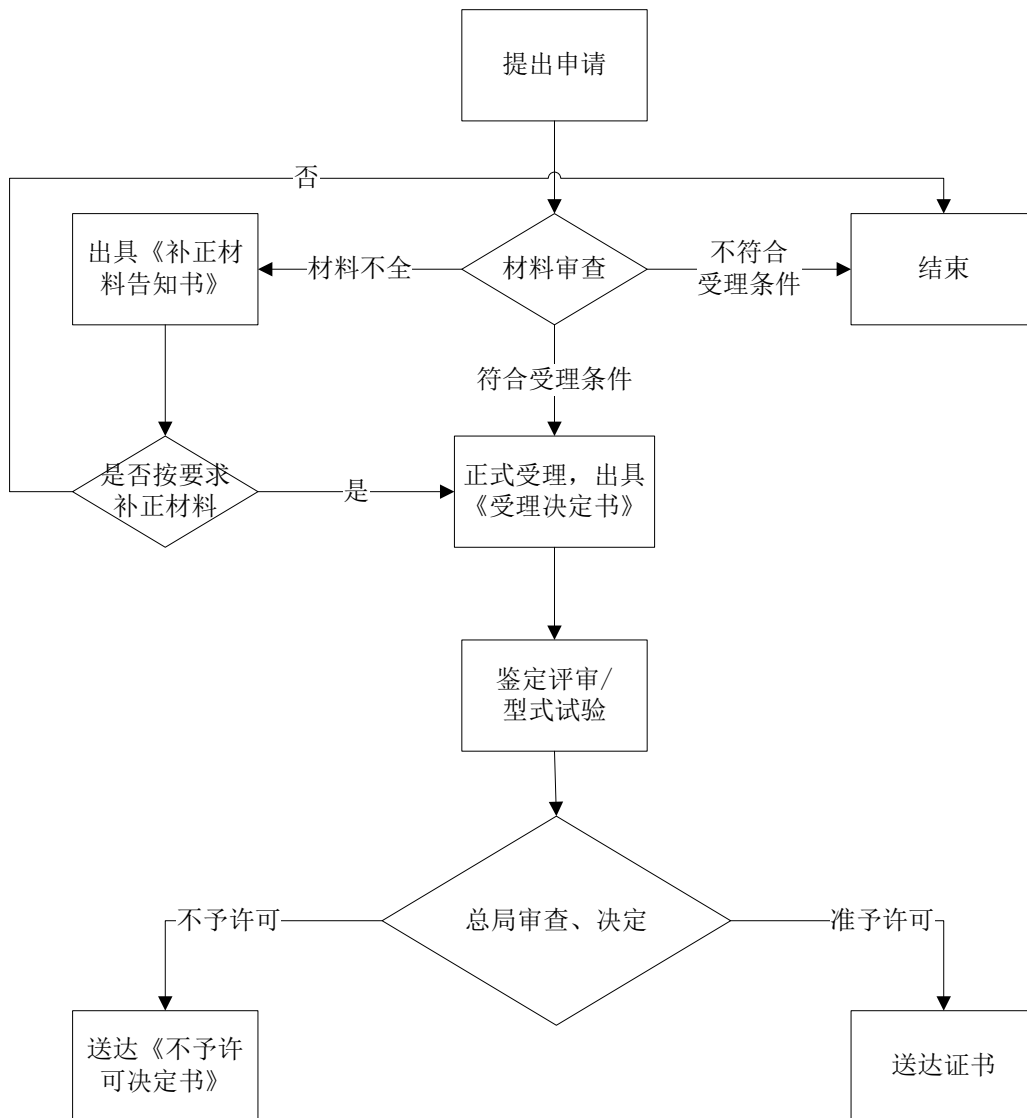 提出申请
否
出具《补正材
料告知书》
材料不全
材料审查
不符合
受理条件
结束
符合受理条件
是否按要求
补正材料
是
正式受理，出具
《受理决定书》
鉴定评审/
型式试验
不予许可
总局审查、决定
准予许可
送达《不予许
可决定书》
送达证书